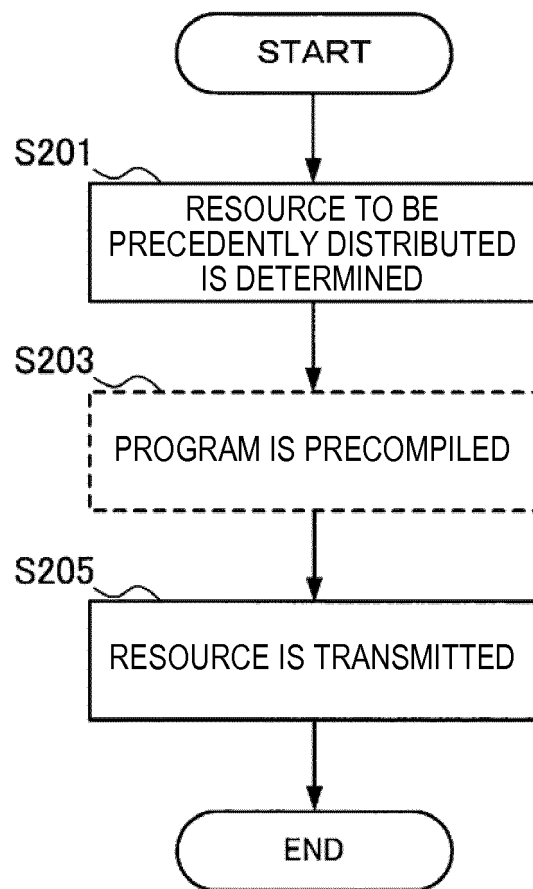 START
S201
RESOURCE TO BE
PRECEDENTLY DISTRIBUTED
IS DETERMINED
S203
PROGRAM IS PRECOMPILED
S205
RESOURCE IS TRANSMITTED
END